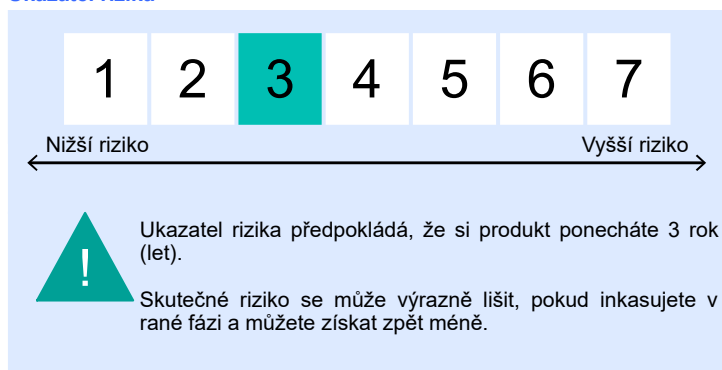 1 2 3 4 5 6 7
Nižší riziko Vyšší riziko
!
Ukazatel rizika předpokládá, že si produkt ponecháte 3 rok
(let).
Skutečné riziko se může výrazně lišit, pokud inkasujete v
rané fázi a můžete získat zpět méně.